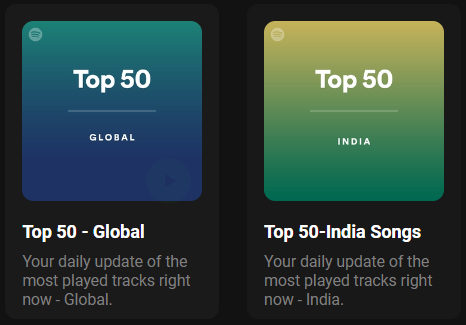 Top 50
GLOBAL
Top 50 - Global
Your daily update of the
most played tracks right
now - Global.
Top 50
INDIA
Top 50-India Songs
Your daily update of the
most played tracks right
now - India.